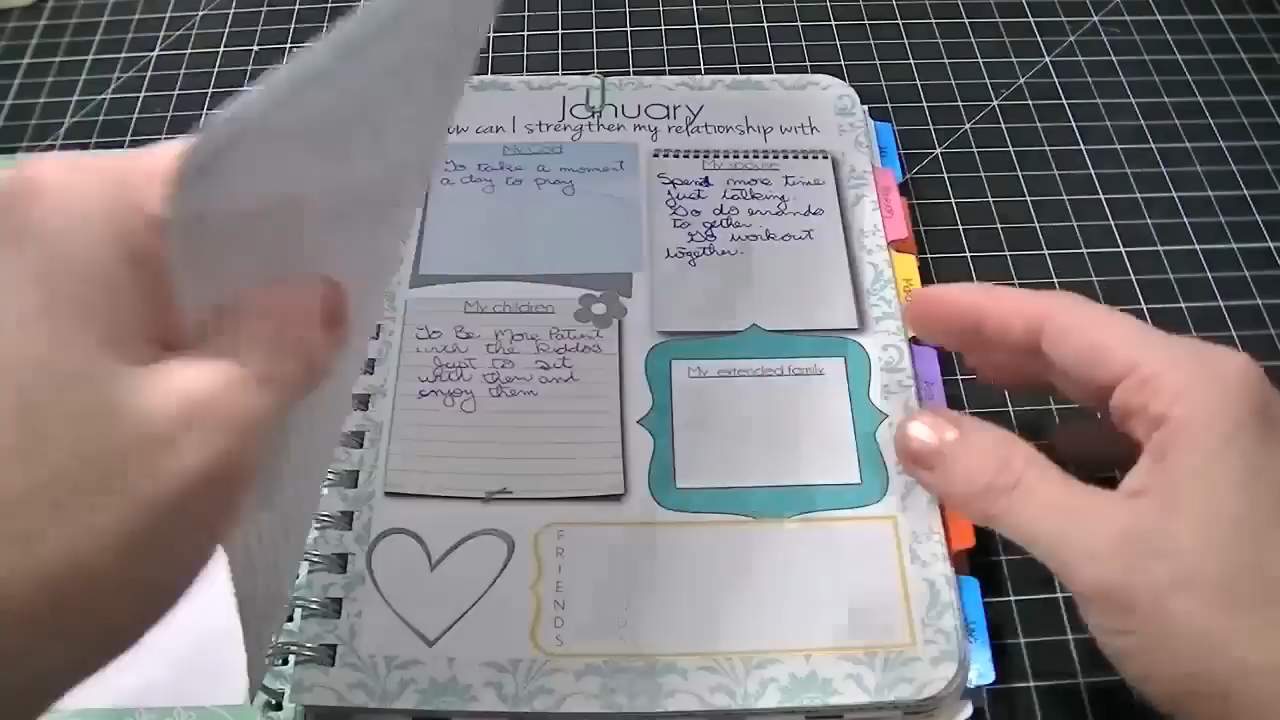 January
ow can I strengthen my relationship with
My God
To take a moment
a day to pray
My spouse
Spend more time
just talking.
Go do errands
to gether.
Go workout
together.
My children
To Be More Patient
with the kiddos
Just to sit
with them and
enjoy them
My extended family
FRIENDS